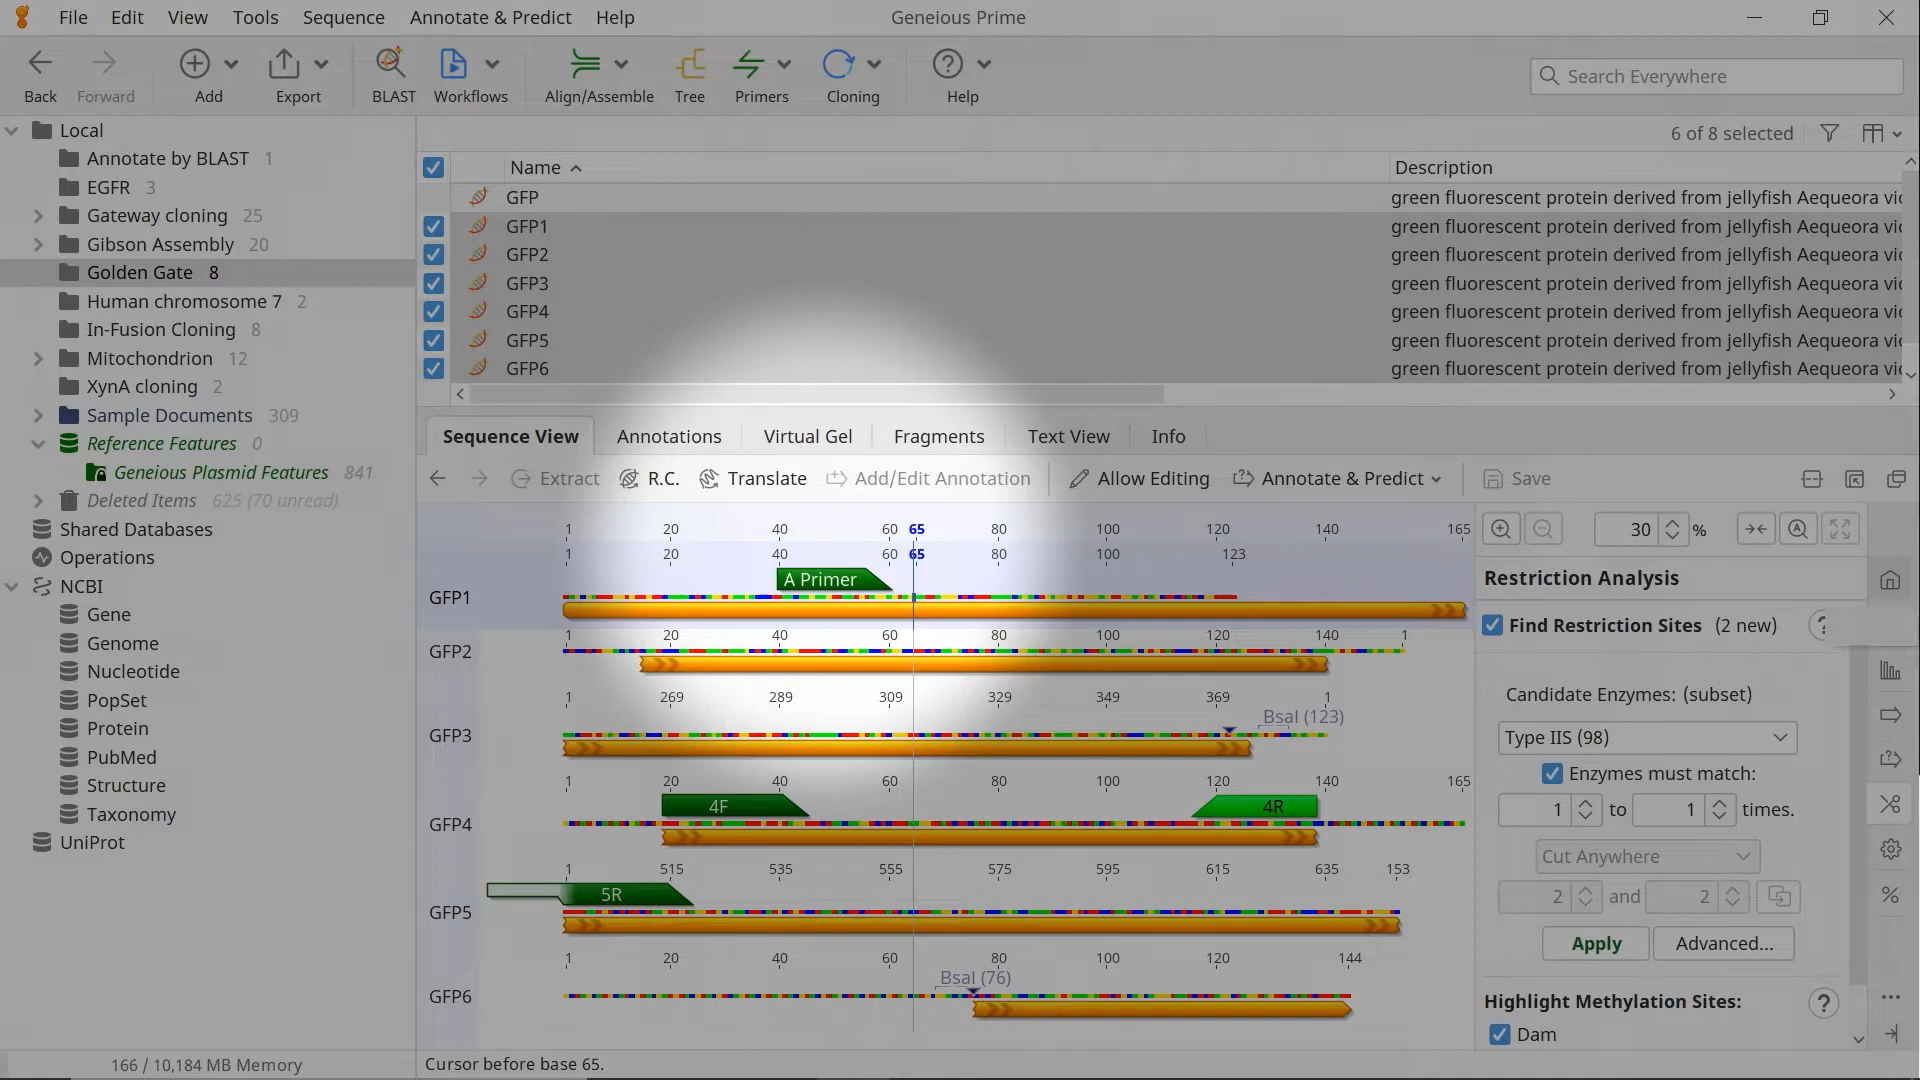 File Edit View Tools Sequence Annotate & Predict Help Geneious Prime
Back Forward Add Export BLAST Workflows Align/Assemble Tree Primers Cloning Help Search Everywhere
Local
Annotate by BLAST 1
EGFR 3
Gateway cloning 25
Gibson Assembly 20
Golden Gate 8
Human chromosome 7 2
In-Fusion Cloning 8
Mitochondrion 12
XynA cloning 2
Sample Documents 309
Reference Features 0
Geneious Plasmid Features 841
Deleted Items 625 (70 unread)
Shared Databases
Operations
NCBI
Gene
Genome
Nucleotide
PopSet
Protein
PubMed
Structure
Taxonomy
UniProt
166 / 10,184 MB Memory
6 of 8 selected
Name Description
GFP green fluorescent protein derived from jellyfish Aequeora vic
GFP1 green fluorescent protein derived from jellyfish Aequeora vic
GFP2 green fluorescent protein derived from jellyfish Aequeora vic
GFP3 green fluorescent protein derived from jellyfish Aequeora vic
GFP4 green fluorescent protein derived from jellyfish Aequeora vic
GFP5 green fluorescent protein derived from jellyfish Aequeora vic
GFP6 green fluorescent protein derived from jellyfish Aequeora vic
Sequence View Annotations Virtual Gel Fragments Text View Info
Extract R.C. Translate Add/Edit Annotation Allow Editing Annotate & Predict Save
1 20 40 60 65 80 100 120 140 165
1 20 40 60 65 80 100 123
A Primer
GFP1
1 20 40 60 80 100 120 140 1
GFP2
1 269 289 309 329 349 369 1
BsaI (123)
GFP3
1 20 40 60 80 100 120 140 165
4F 4R
GFP4
1 515 535 555 575 595 615 635 153
5R
GFP5
1 20 40 60 80 100 120 144
BsaI (76)
GFP6
Cursor before base 65.
30 %
Restriction Analysis
Find Restriction Sites (2 new) ?
Candidate Enzymes: (subset)
Type IIS (98)
Enzymes must match:
1 to 1 times.
Cut Anywhere
2 and 2
Apply Advanced...
Highlight Methylation Sites: ?
Dam